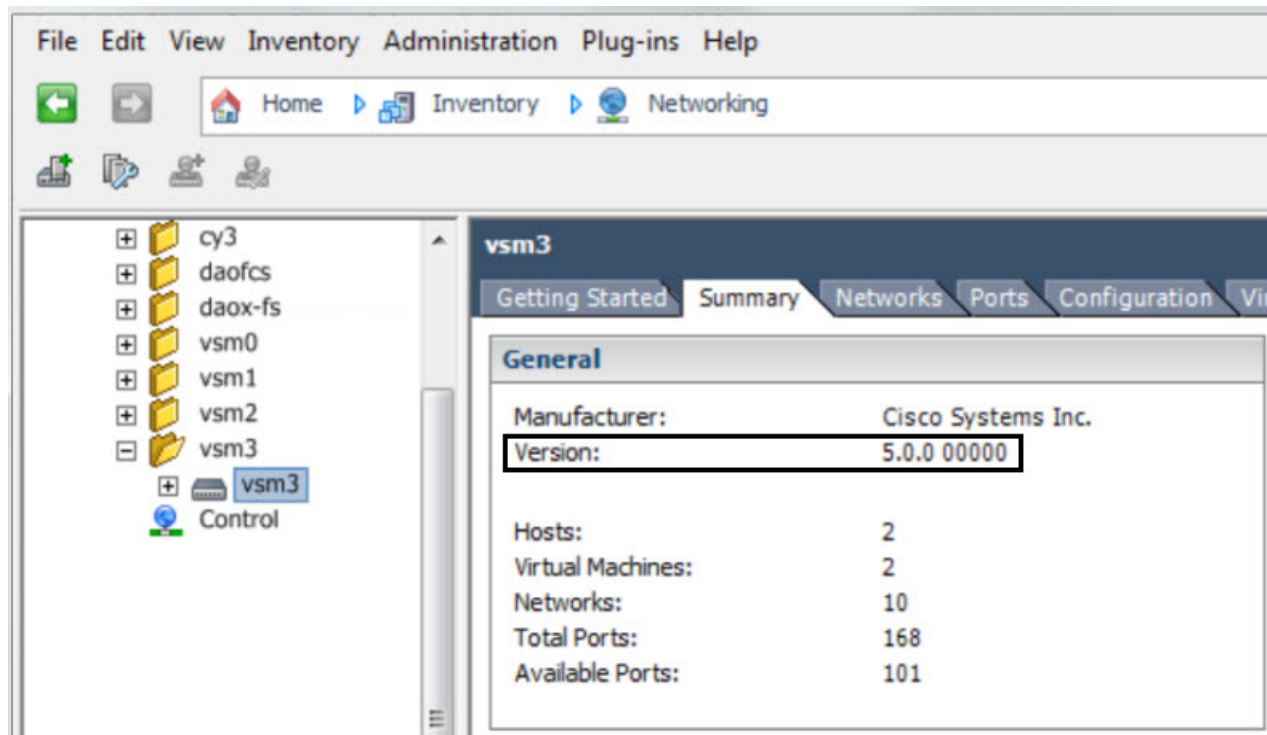 File Edit View Inventory Administration Plug-ins Help
Home Inventory Networking
cy3
daofcs
daox-fs
vsm0
vsm1
vsm2
vsm3
vsm3
Control
vsm3
Getting Started Summary Networks Ports Configuration
General
Manufacturer: Cisco Systems Inc.
Version: 5.0.0 00000
Hosts: 2
Virtual Machines: 2
Networks: 10
Total Ports: 168
Available Ports: 101